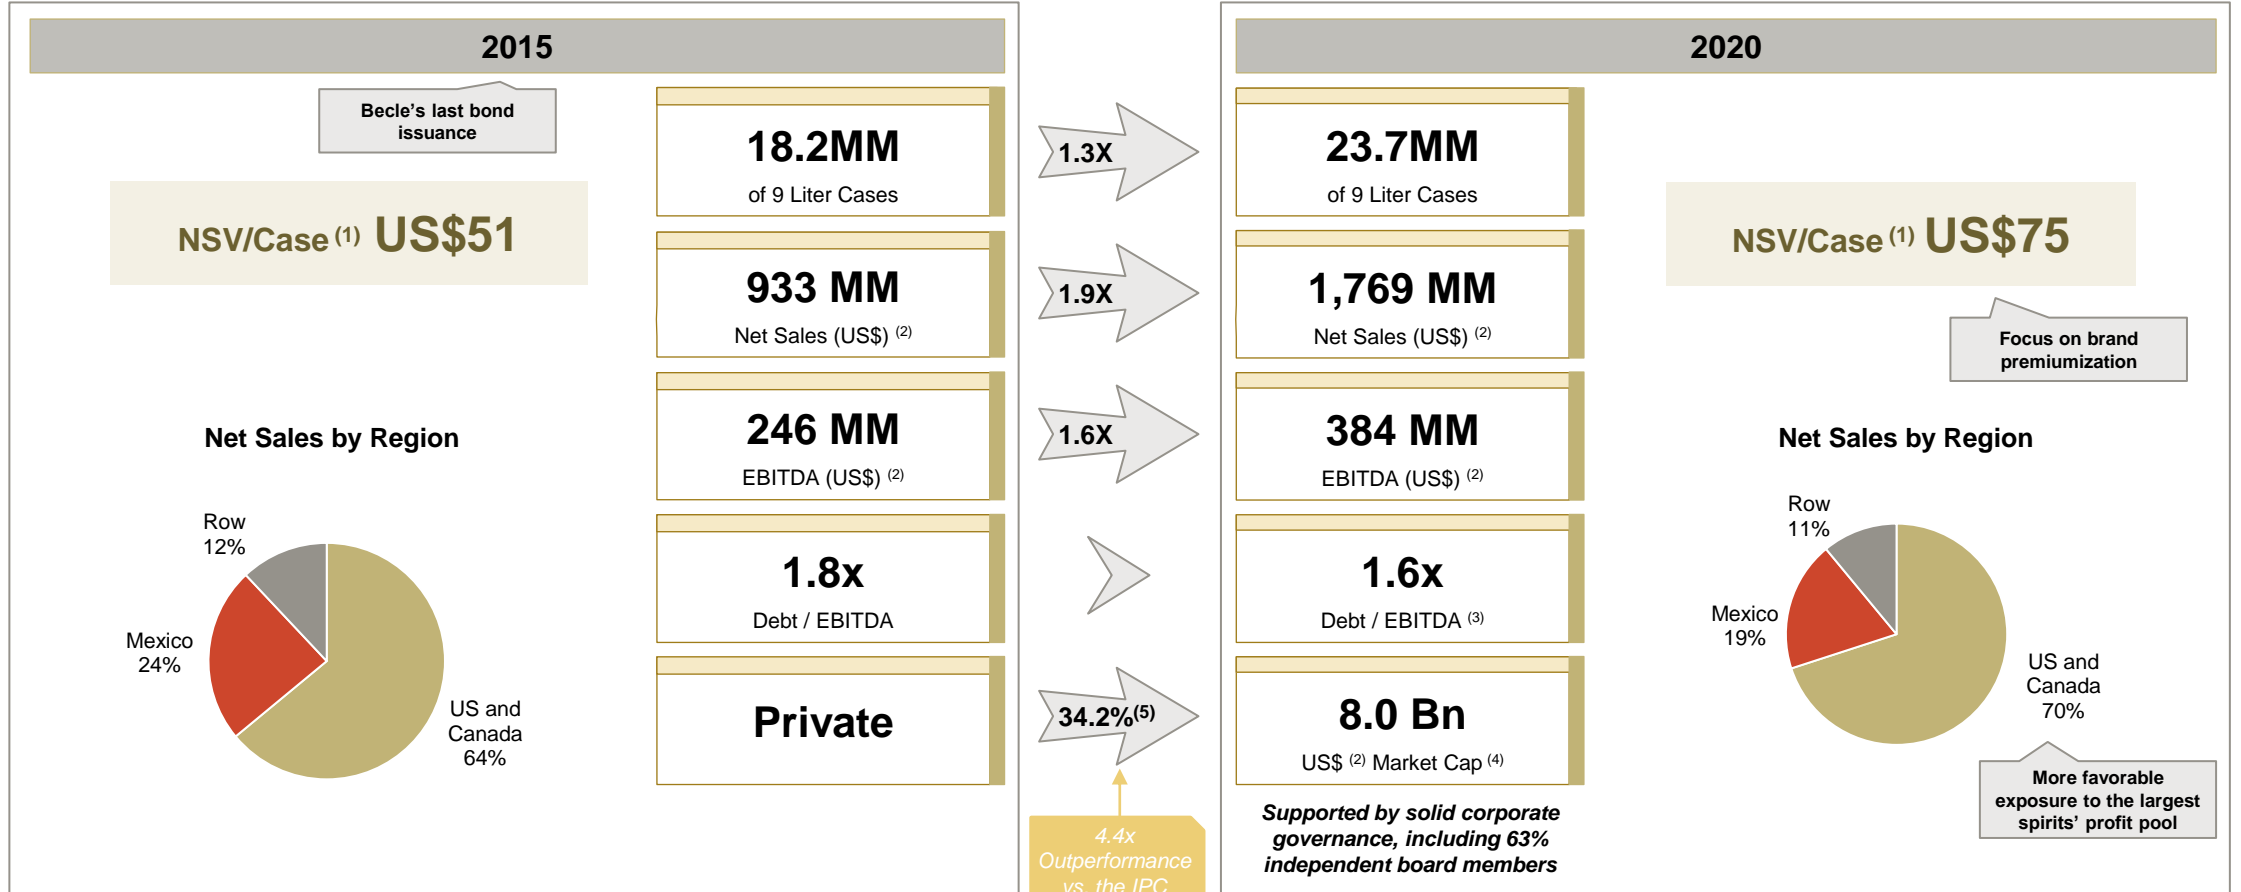 2015
Becle's last bond
issuance
NSV/Case (1) US$51
18.2MM
of 9 Liter Cases
933 MM
Net Sales (US$) (2)
246 MM
EBITDA (US$) (2)
1.8x
Debt / EBITDA
Private
Net Sales by Region
Row
12%
Mexico
24%
US and
Canada
64%
1.3X
1.9X
1.6X
34.2%(5)
4.4x
Outperformance
vs. the IPC
2020
23.7MM
of 9 Liter Cases
1,769 MM
Net Sales (US$) (2)
384 MM
EBITDA (US$) (2)
1.6x
Debt / EBITDA (3)
8.0 Bn
US$ (2) Market Cap (4)
Supported by solid corporate
governance, including 63%
independent board members
NSV/Case (1) US$75
Focus on brand
premiumization
Net Sales by Region
Row
11%
Mexico
19%
US and
Canada
70%
More favorable
exposure to the largest
spirits' profit pool